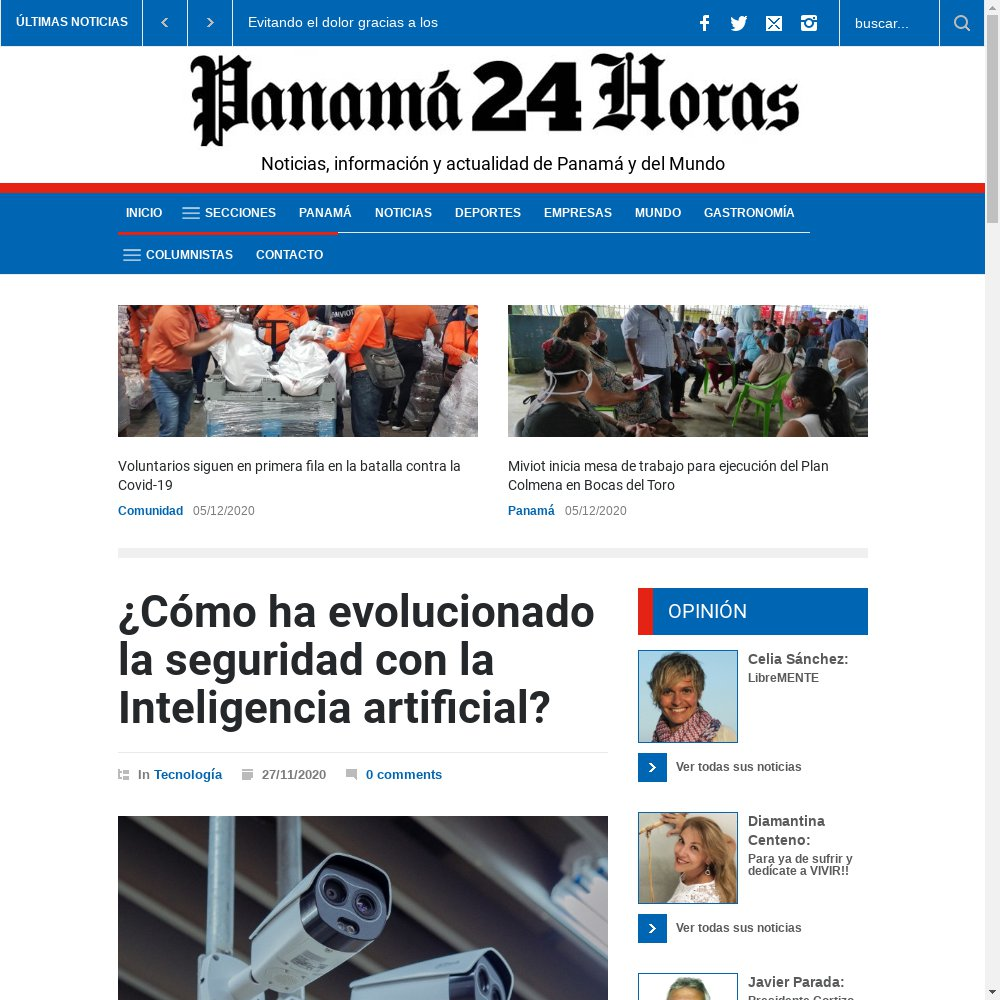 ÚLTIMAS NOTICIAS
Evitando el dolor gracias a los
buscar...
Panamá 24 Horas
Noticias, información y actualidad de Panamá y del Mundo
INICIO SECCIONES PANAMÁ NOTICIAS DEPORTES EMPRESAS MUNDO GASTRONOMÍA
COLUMNISTAS CONTACTO
Voluntarios siguen en primera fila en la batalla contra la
Covid-19
Comunidad 05/12/2020
Miviot inicia mesa de trabajo para ejecución del Plan
Colmena en Bocas del Toro
Panamá 05/12/2020
¿Cómo ha evolucionado
la seguridad con la
Inteligencia artificial?
In Tecnología 27/11/2020 0 comments
OPINIÓN
Celia Sánchez:
LibreMENTE
Ver todas sus noticias
Diamantina
Centeno:
Para ya de sufrir y
dedícate a VIVIR!!
Ver todas sus noticias
Javier Parada:
Presidente Cortizo